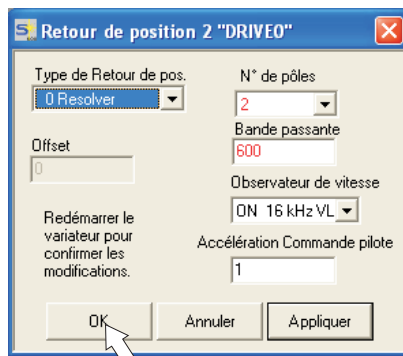 Retour de position 2 "DRIVE0"
Type de Retour de pos.
0 Resolver
N° de pôles
2
Bande passante
600
Offset
0
Observateur de vitesse
ON 16 kHz VL
Redémarrer le
variateur pour
confirmer les
modifications.
Accélération Commande pilote
1
OK
Annuler
Appliquer